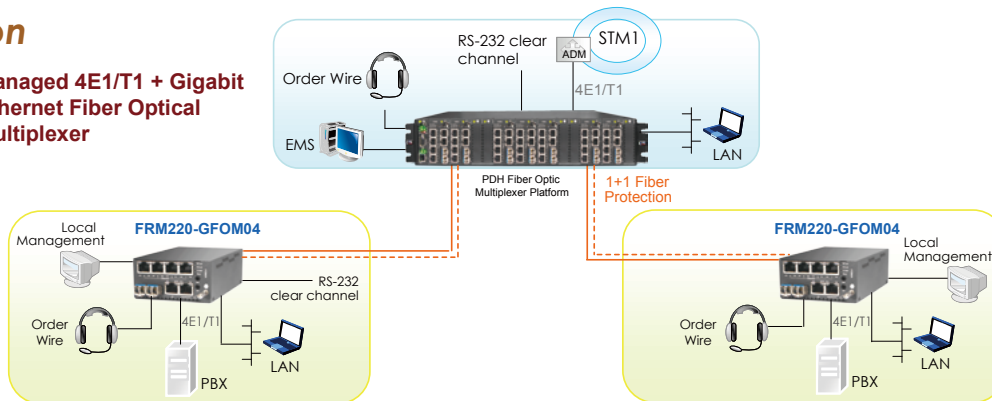 on
anaged 4E1/T1 + Gigabit
hernet Fiber Optical
ultiplexer
RS-232 clear
channel
ADM
STM1
Order Wire
4E1/T1
EMS
LAN
PDH Fiber Optic
Multiplexer Platform
1+1 Fiber
Protection
Local
Management
FRM220-GFOM04
RS-232
clear channel
Order
Wire
4E1/T1
LAN
PBX
FRM220-GFOM04
Local
Management
Order
Wire
4E1/T1
LAN
PBX